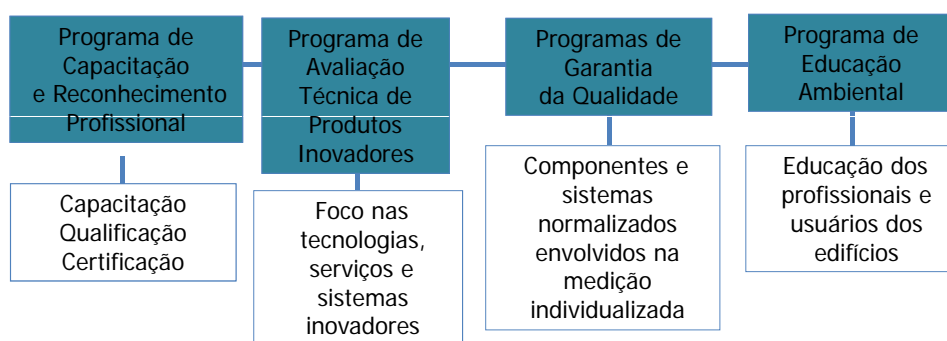 Programa de
Capacitação
e Reconhecimento
Profissional
Programa de
Avaliação
Técnica de
Produtos
Inovadores
Programas de
Garantia
da Qualidade
Programa de
Educação
Ambiental
Capacitação
Qualificação
Certificação
Foco nas
tecnologias,
serviços e
sistemas
inovadores
Componentes e
sistemas
normalizados
envolvidos na
medição
individualizada
Educação dos
profissionais e
usuários dos
edifícios